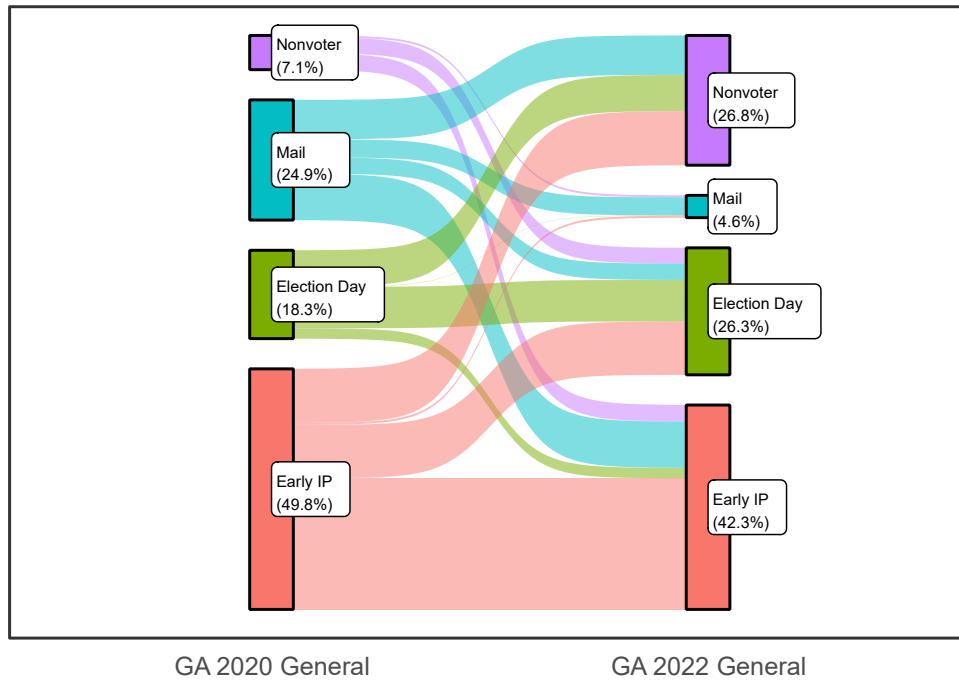 Nonvoter
(7.1%)
Mail
(24.9%)
Election Day
(18.3%)
Early IP
(49.8%)
Nonvoter
(26.8%)
Mail
(4.6%)
Election Day
(26.3%)
Early IP
(42.3%)
GA 2020 General
GA 2022 General